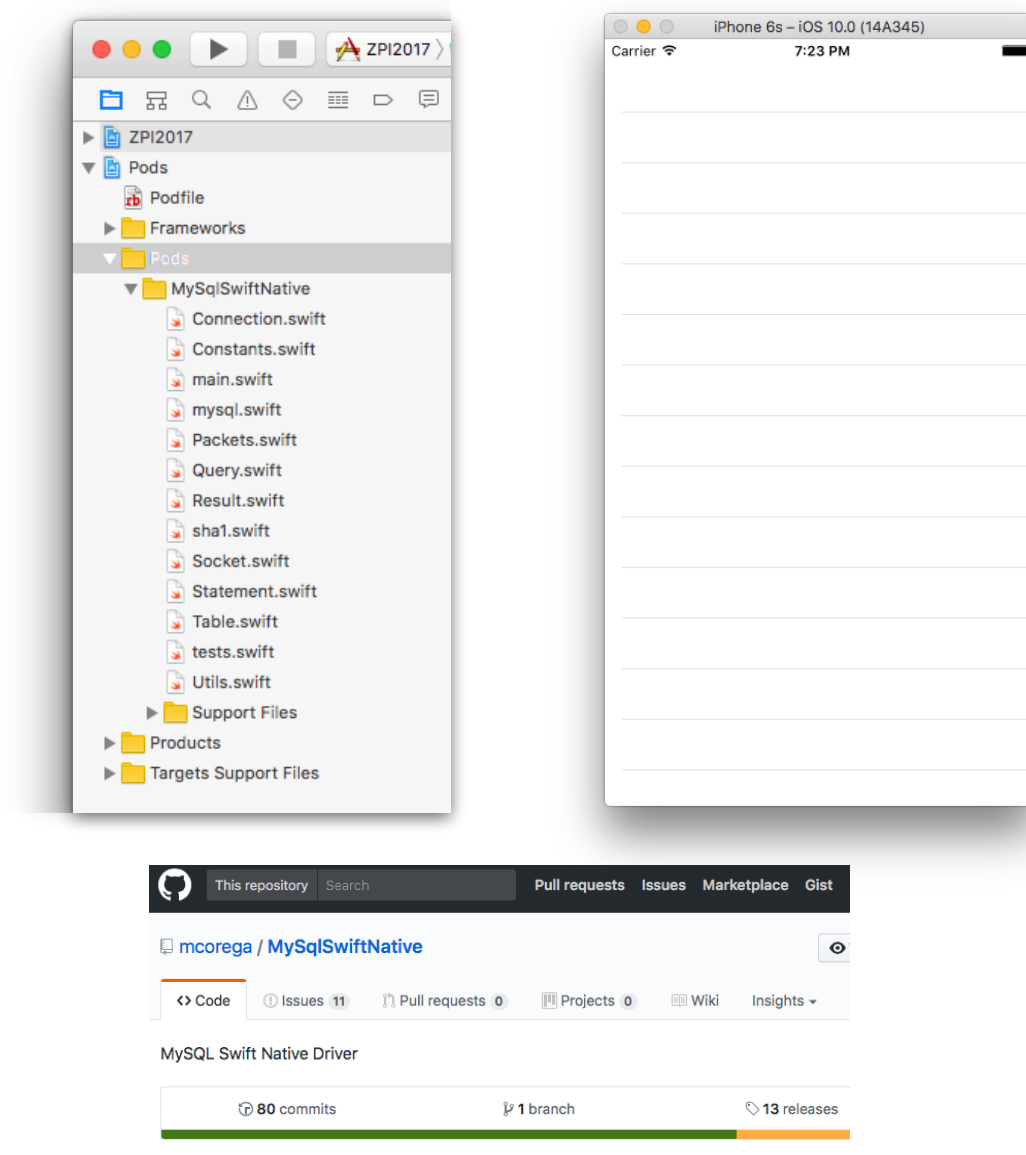 ZPI2017
ZPI2017
Pods
rb Podfile
Frameworks
Pods
MySqlSwiftNative
Connection.swift
Constants.swift
main.swift
mysql.swift
Packets.swift
Query.swift
Result.swift
sha1.swift
Socket.swift
Statement.swift
Table.swift
tests.swift
Utils.swift
Support Files
Products
Targets Support Files
iPhone 6s – iOS 10.0 (14A345)
Carrier 7:23 PM
This repository Search Pull requests Issues Marketplace Gist
mcorega / MySqlSwiftNative
<> Code Issues 11 Pull requests 0 Projects 0 Wiki Insights
MySQL Swift Native Driver
80 commits 1 branch 13 releases